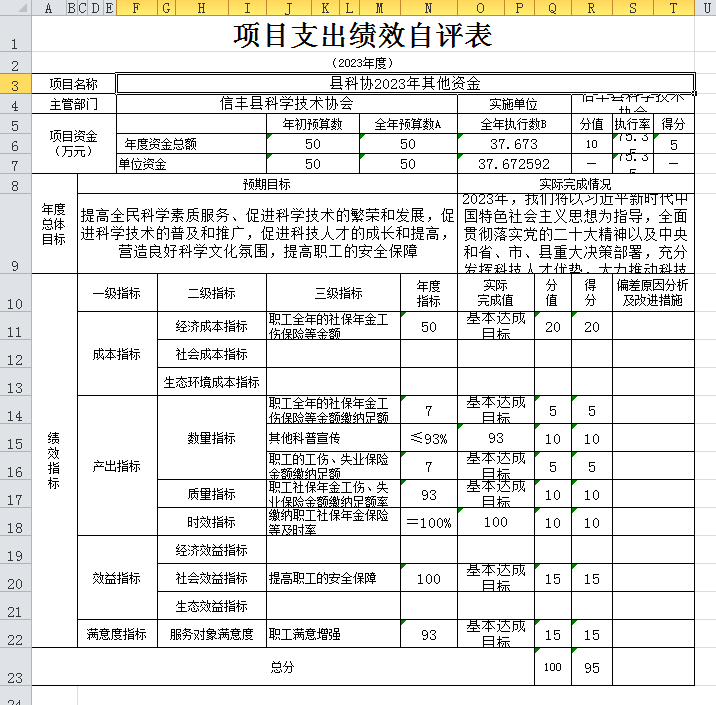 A B C D E F G H I J K L M N O P Q R S T U
1 项目支出绩效自评表
2 （2023年度）
3 项目名称 县科协2023年其他资金
4 主管部门 信丰县科学技术协会 实施单位 信丰县科学技术协会
5 项目资金（万元） 年初预算数 全年预算数A 全年执行数B 分值 执行率 得分
6 年度资金总额 50 50 37.673 10 75.35 5
7 单位资金 50 50 37.672592 — 75.35 —
8 年度总体目标 预期目标 实际完成情况
9
提高全民科学素质服务、促进科学技术的繁荣和发展，促
进科学技术的普及和推广，促进科技人才的成长和提高，
营造良好科学文化氛围，提高职工的安全保障
2023年，我们将以习近平新时代中
国特色社会主义思想为指导，全面
贯彻落实党的二十大精神以及中央
和省、市、县重大决策部署，充分
发挥科技人才优势，大力推动科技
10 绩效指标 一级指标 二级指标 三级指标 年度指标 实际完成值 分值 得分 偏差原因分析及改进措施
11 成本指标 经济成本指标 职工全年的社保年金工伤保险等金额 50 基本达成目标 20 20
12 社会成本指标
13 生态环境成本指标
14 产出指标 数量指标 职工全年的社保年金工伤保险等金额缴纳足额 7 基本达成目标 5 5
15 其他科普宣传 ≤93% 93 10 10
16 职工的工伤、失业保险金额缴纳足额 7 基本达成目标 5 5
17 质量指标 职工社保年金工伤、失业保险金额缴纳足额率 93 基本达成目标 10 10
18 时效指标 缴纳职工社保年金保险等及时率 ＝100% 100 10 10
19 效益指标 经济效益指标
20 社会效益指标 提高职工的安全保障 100 基本达成目标 15 15
21 生态效益指标
22 满意度指标 服务对象满意度 职工满意增强 93 基本达成目标 15 15
23 总分 100 95
24